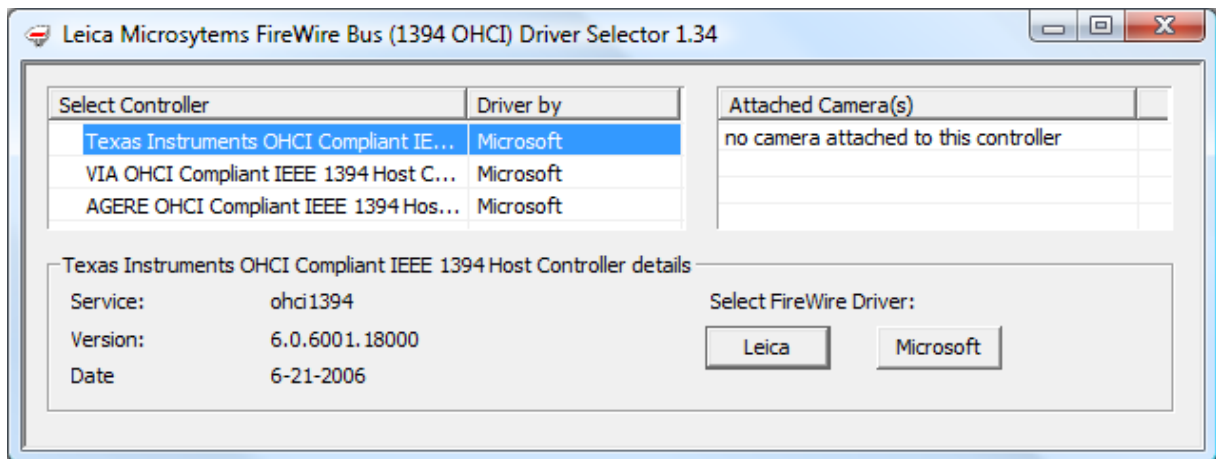 Leica Microsytems FireWire Bus (1394 OHCI) Driver Selector 1.34
Select Controller Driver by
Texas Instruments OHCI Compliant IE... Microsoft
VIA OHCI Compliant IEEE 1394 Host C... Microsoft
AGERE OHCI Compliant IEEE 1394 Hos... Microsoft
Attached Camera(s)
no camera attached to this controller
Texas Instruments OHCI Compliant IEEE 1394 Host Controller details
Service: ohci1394
Version: 6.0.6001.18000
Date 6-21-2006
Select FireWire Driver:
Leica Microsoft